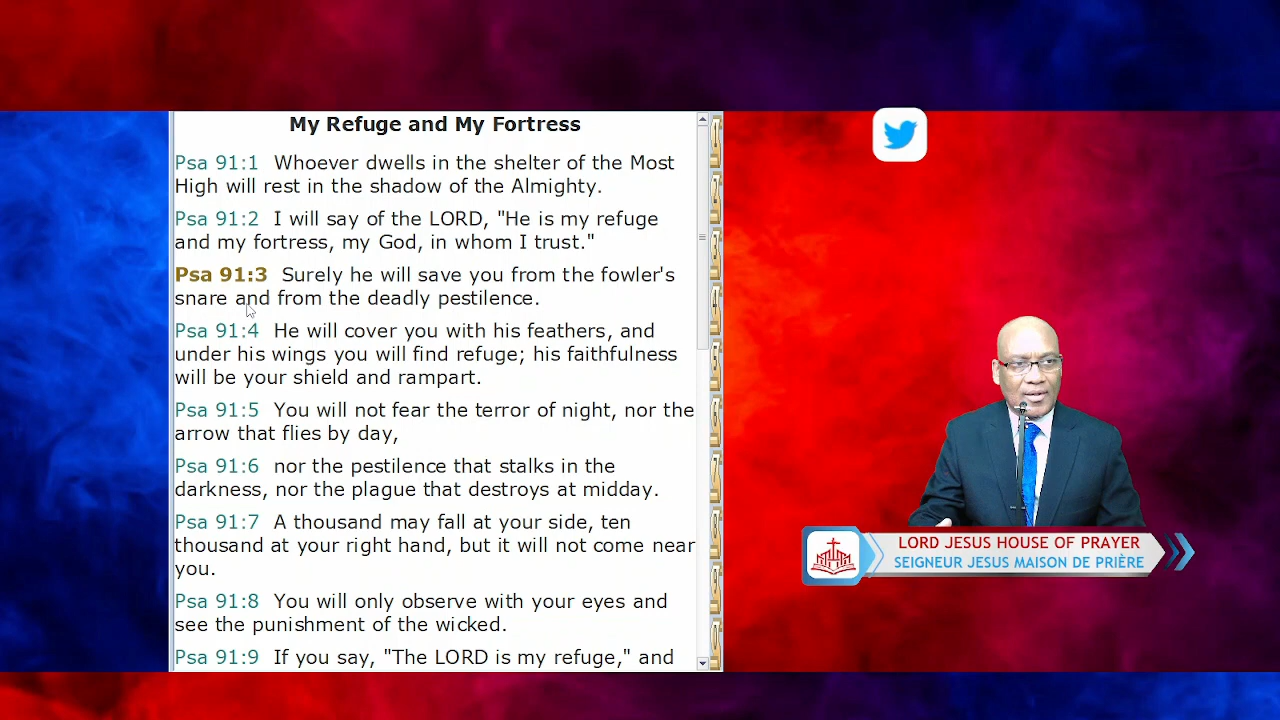 My Refuge and My Fortress
Psa 91:1 Whoever dwells in the shelter of the Most
High will rest in the shadow of the Almighty.
Psa 91:2 I will say of the LORD, "He is my refuge
and my fortress, my God, in whom I trust."
Psa 91:3 Surely he will save you from the fowler's
snare and from the deadly pestilence.
Psa 91:4 He will cover you with his feathers, and
under his wings you will find refuge; his faithfulness
will be your shield and rampart.
Psa 91:5 You will not fear the terror of night, nor the
arrow that flies by day,
Psa 91:6 nor the pestilence that stalks in the
darkness, nor the plague that destroys at midday.
Psa 91:7 A thousand may fall at your side, ten
thousand at your right hand, but it will not come near
you.
Psa 91:8 You will only observe with your eyes and
see the punishment of the wicked.
Psa 91:9 If you say, "The LORD is my refuge," and
LORD JESUS HOUSE OF PRAYER
SEIGNEUR JESUS MAISON DE PRIÈRE